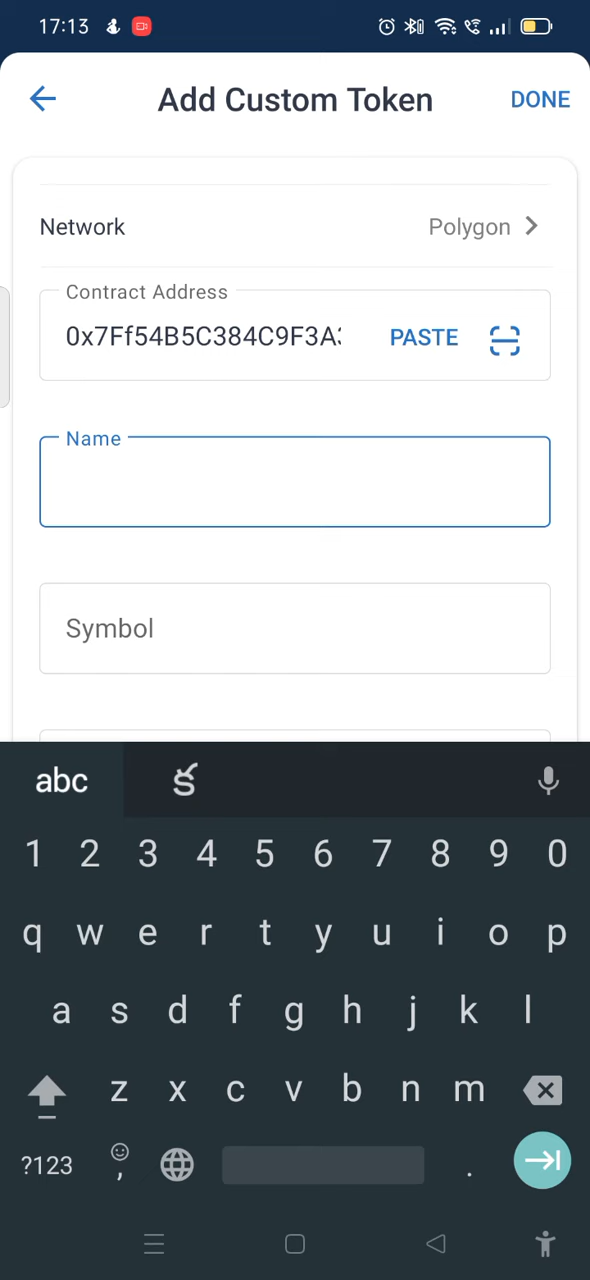 17:13
Add Custom Token
DONE
Network
Polygon
Contract Address
0x7Ff54B5C384C9F3A
PASTE
Name
Symbol
abc
క
1 2 3 4 5 6 7 8 9 0
q w e r t y u i o p
a s d f g h j k l
z x c v b n m
?123 , .